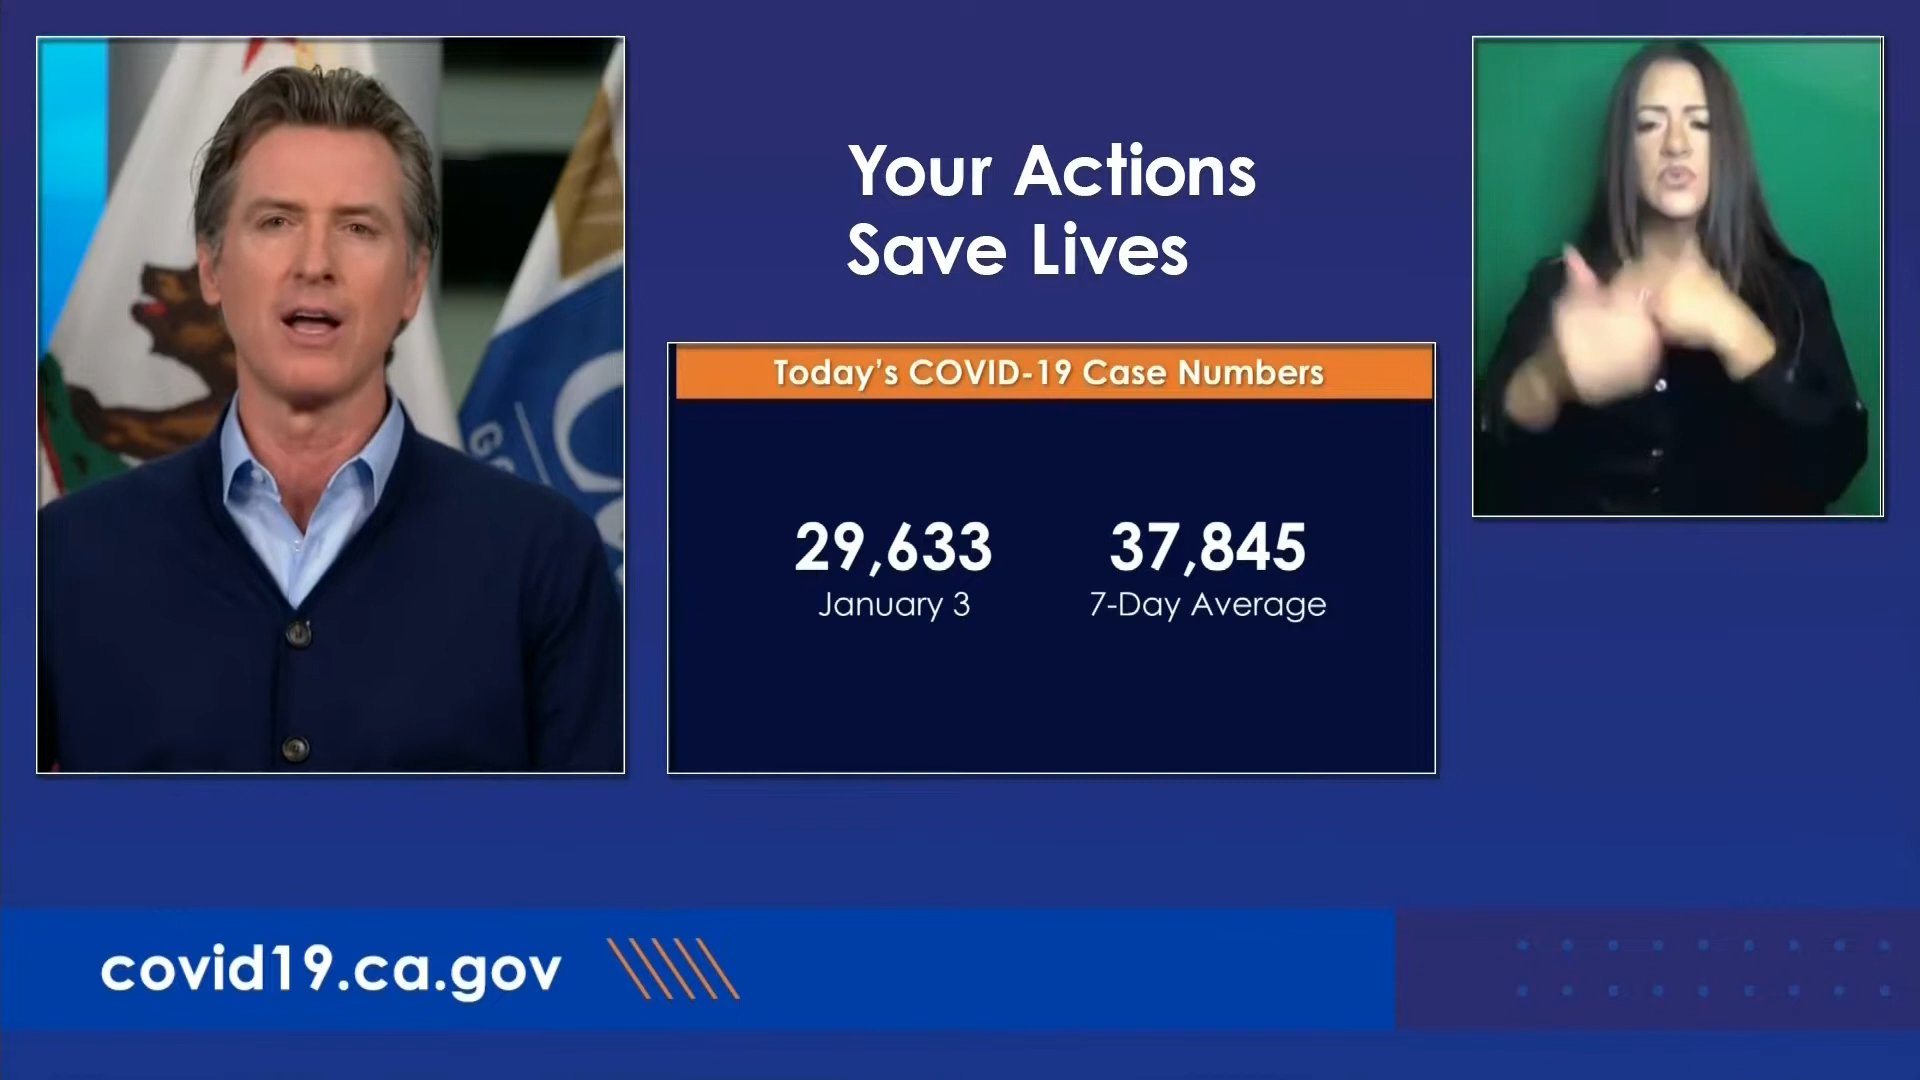 Your Actions
Save Lives
Today's COVID-19 Case Numbers
29,633
January 3
37,845
7-Day Average
covid19.ca.gov